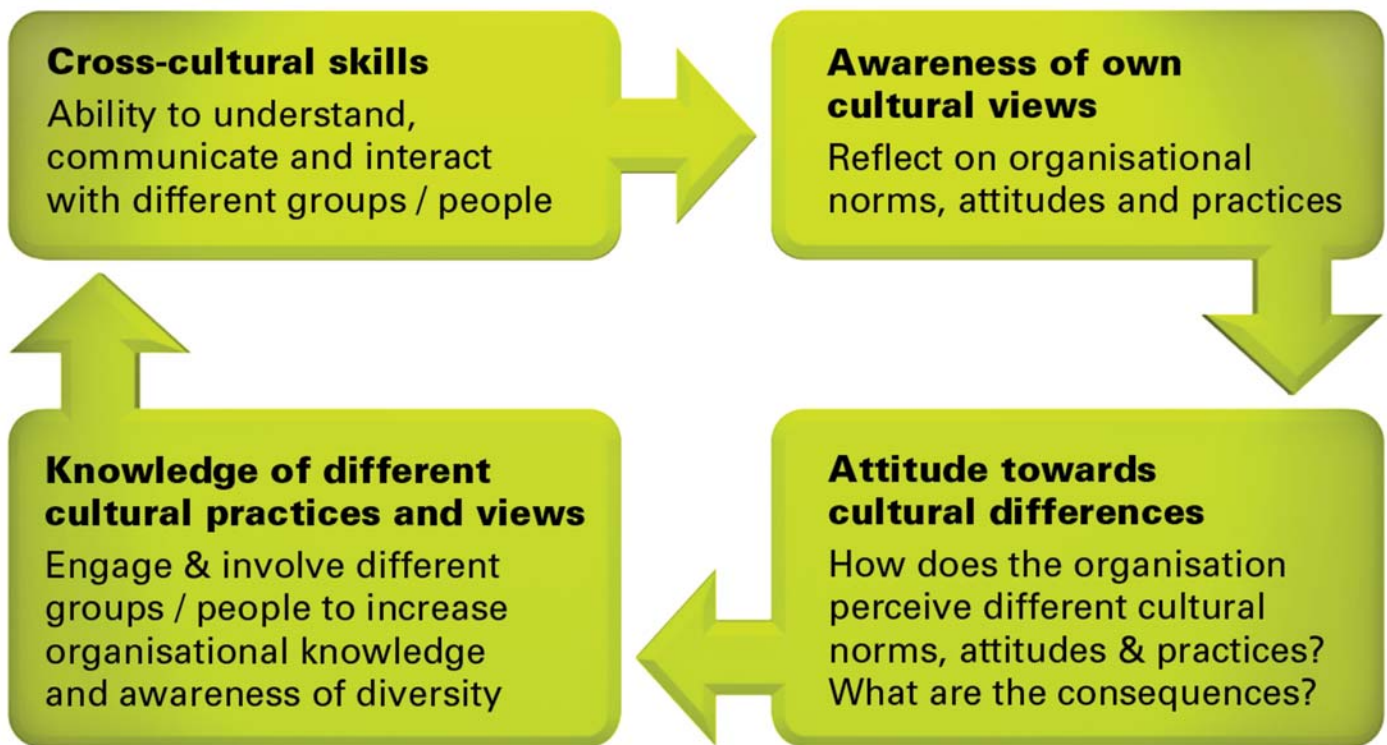 Cross-cultural skills
Ability to understand,
communicate and interact
with different groups / people
Awareness of own
cultural views
Reflect on organisational
norms, attitudes and practices
Attitude towards
cultural differences
How does the organisation
perceive different cultural
norms, attitudes & practices?
What are the consequences?
Knowledge of different
cultural practices and views
Engage & involve different
groups / people to increase
organisational knowledge
and awareness of diversity